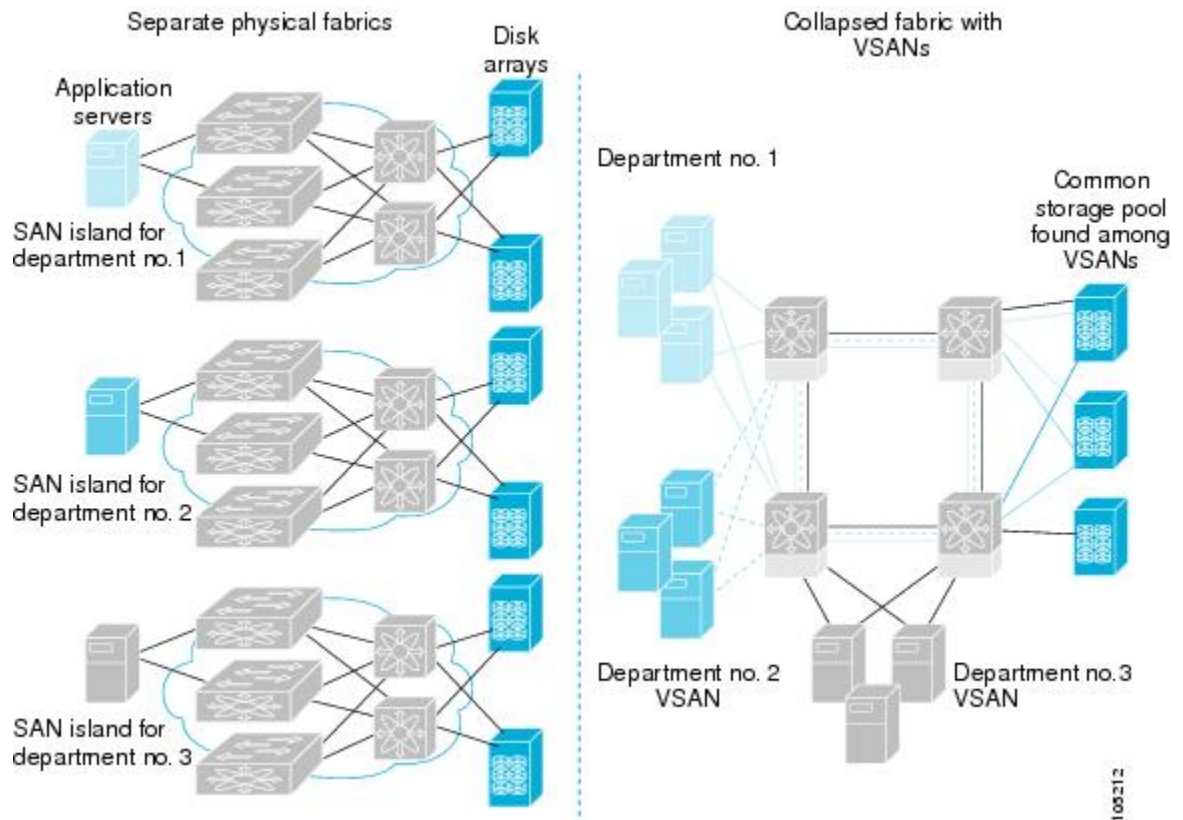 Separate physical fabrics
Disk
arrays
Application
servers
SAN island for
department no.1
SAN island for
department no. 2
SAN island for
department no. 3
Collapsed fabric with
VSANs
Department no. 1
Common
storage pool
found among
VSANs
Department no. 2
VSAN
Department no.3
VSAN
105212